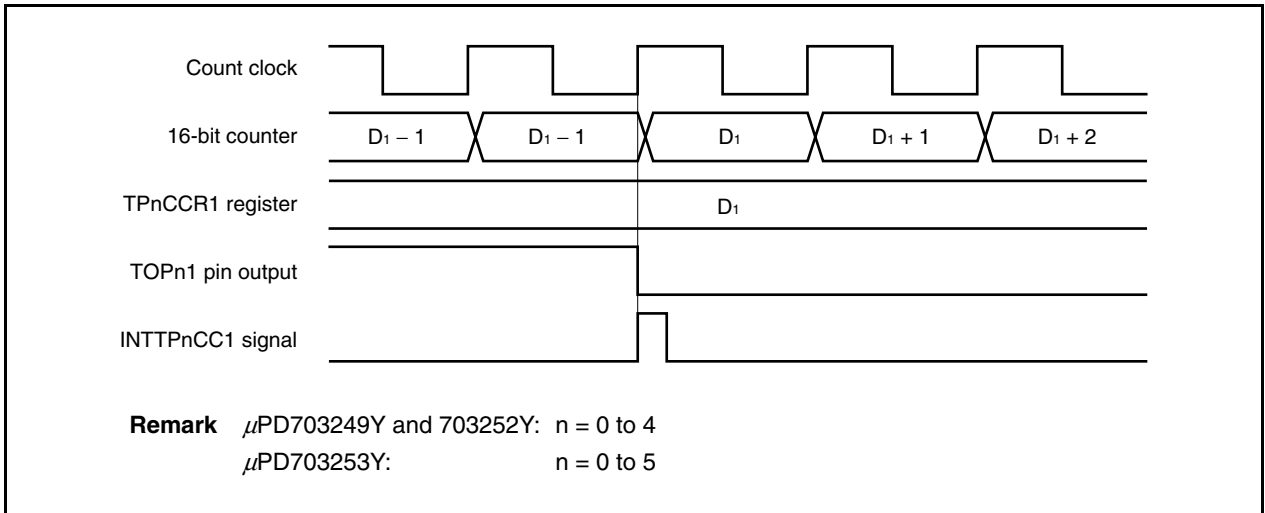 Count clock
16-bit counter D₁ − 1 D₁ − 1 D₁ D₁ + 1 D₁ + 2
TPnCCR1 register D₁
TOPn1 pin output
INTTPnCC1 signal
Remark μPD703249Y and 703252Y: n = 0 to 4
μPD703253Y: n = 0 to 5